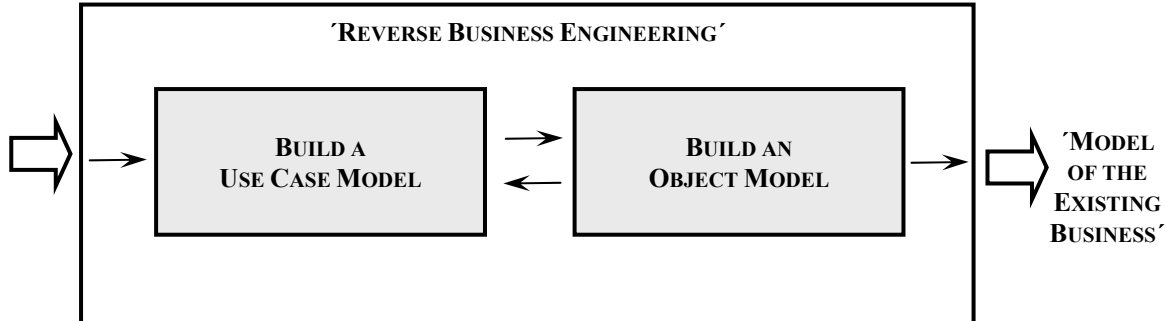 ´REVERSE BUSINESS ENGINEERING´
BUILD A
USE CASE MODEL
BUILD AN
OBJECT MODEL
´MODEL
OF THE
EXISTING
BUSINESS´